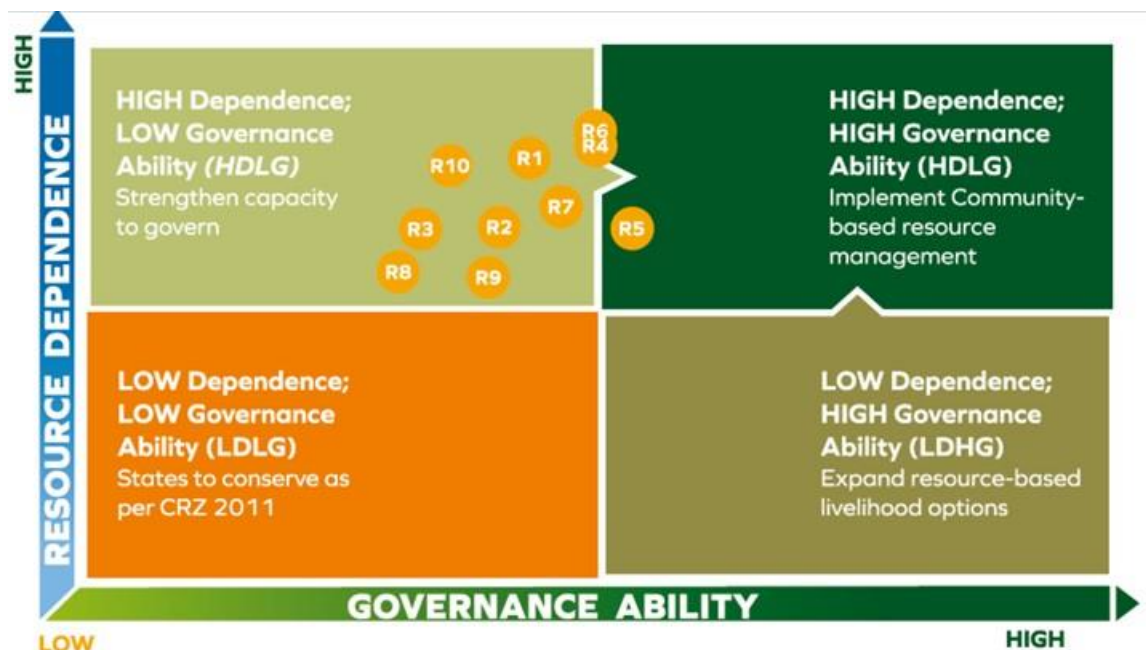 HIGH
RESOURCE DEPENDENCE
HIGH Dependence;
LOW Governance
Ability (HDLG)
Strengthen capacity
to govern
R10
R1
R6
R4
R3
R2
R7
R5
R8
R9
HIGH Dependence;
HIGH Governance
Ability (HDLG)
Implement Community-
based resource
management
LOW Dependence;
LOW Governance
Ability (LDLG)
States to conserve as
per CRZ 2011
LOW Dependence;
HIGH Governance
Ability (LDHG)
Expand resource-based
livelihood options
GOVERNANCE ABILITY
LOW
HIGH